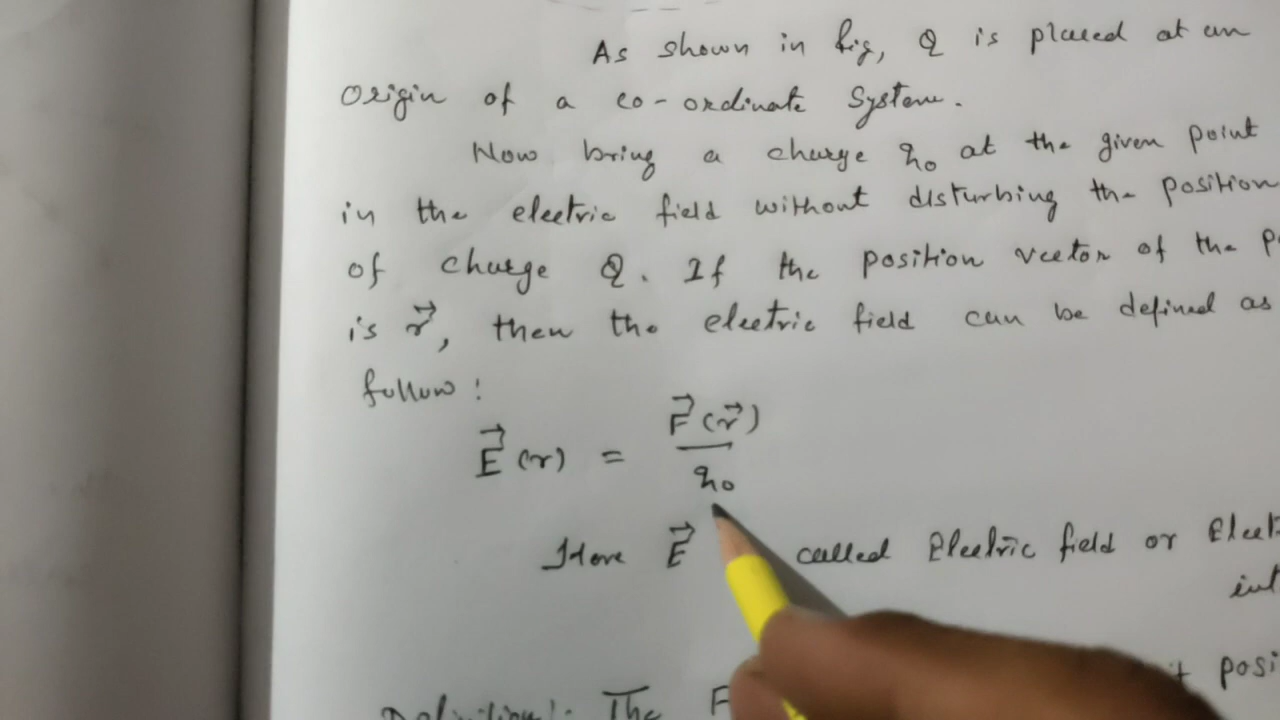 As shown in fig, Q is placed at an
Origin of a co-ordinate System.
Now bring a charge q₀ at the given point
in the electric field without disturbing the position
of charge Q. If the position vector of the
is r⃗, then the electric field can be defined as
follow:
E⃗(r) = F⃗(r⃗) / q₀
Here E⃗ called Electric field or
Definition:- The